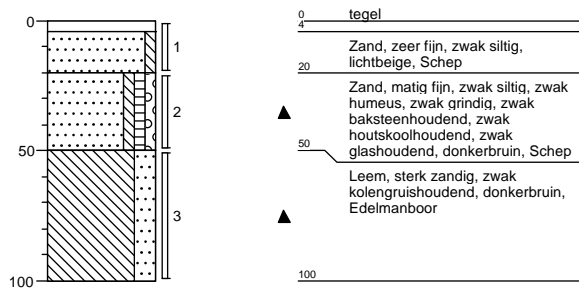 0
50
100
1
2
3
0
tegel
4
Zand, zeer fijn, zwak siltig,
lichtbeige, Schep
20
Zand, matig fijn, zwak siltig, zwak
humeus, zwak grindig, zwak
baksteenhoudend, zwak
houtskoolhoudend, zwak
glashoudend, donkerbruin, Schep
50
Leem, sterk zandig, zwak
kolengruishoudend, donkerbruin,
Edelmanboor
100